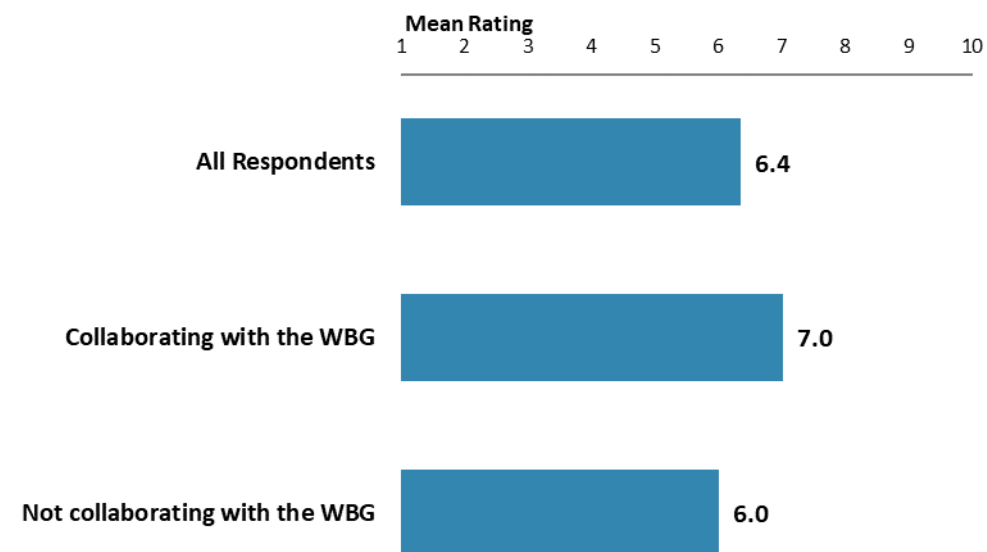 Mean Rating
1 2 3 4 5 6 7 8 9 10
All Respondents 6.4
Collaborating with the WBG 7.0
Not collaborating with the WBG 6.0